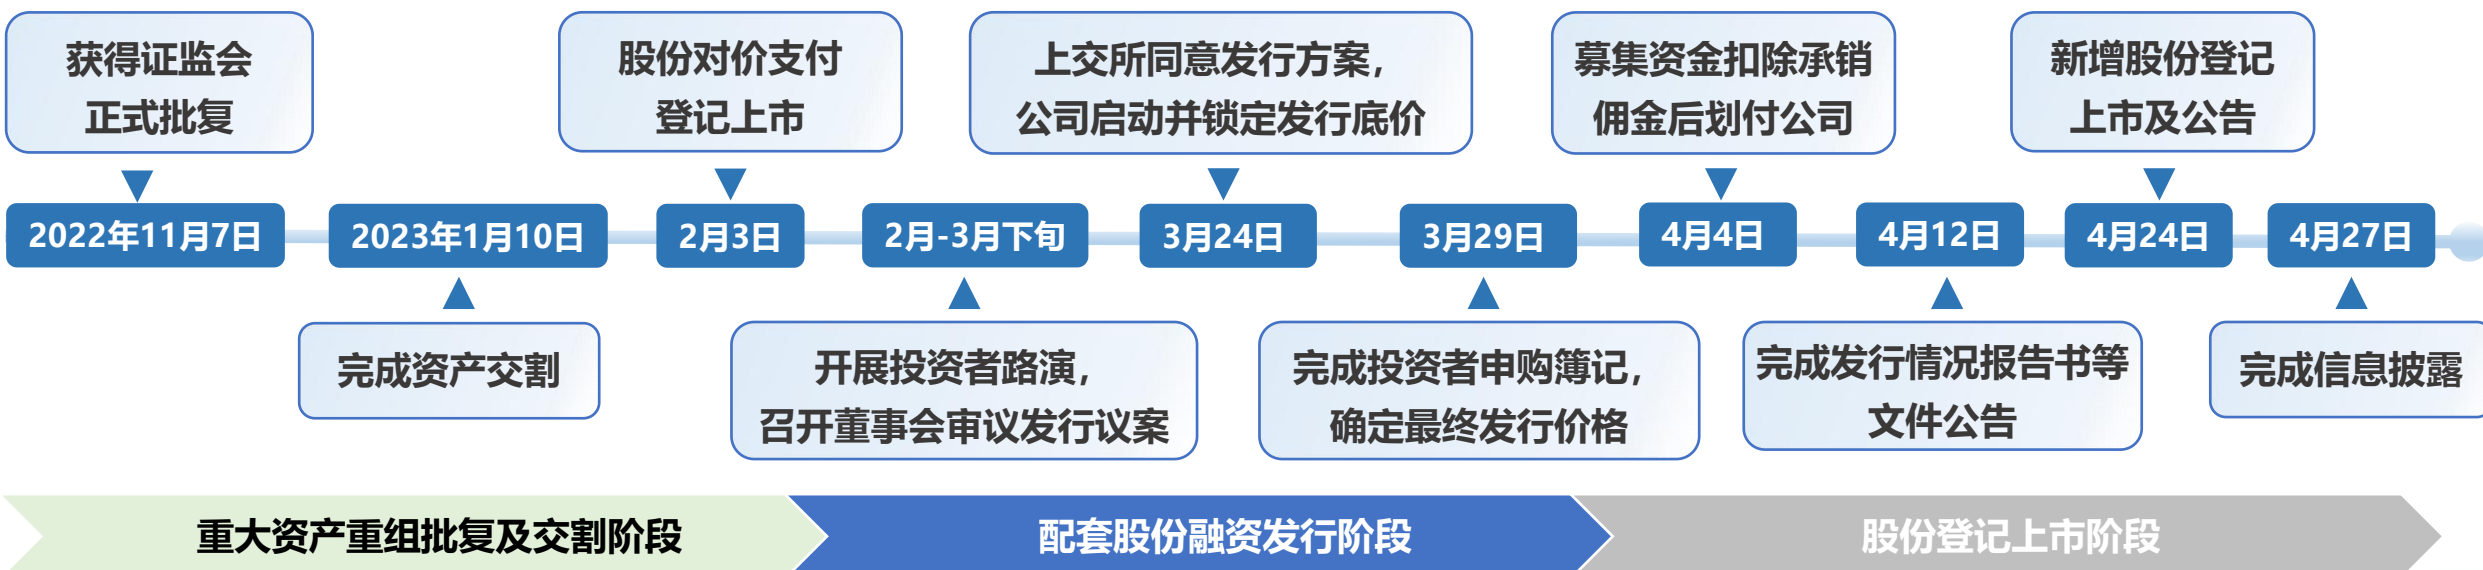 获得证监会
正式批复
股份对价支付
登记上市
上交所同意发行方案，
公司启动并锁定发行底价
募集资金扣除承销
佣金后划付公司
新增股份登记
上市及公告
2022年11月7日
2023年1月10日
2月3日
2月-3月下旬
3月24日
3月29日
4月4日
4月12日
4月24日
4月27日
完成资产交割
开展投资者路演，
召开董事会审议发行议案
完成投资者申购簿记，
确定最终发行价格
完成发行情况报告书等
文件公告
完成信息披露
重大资产重组批复及交割阶段
配套股份融资发行阶段
股份登记上市阶段